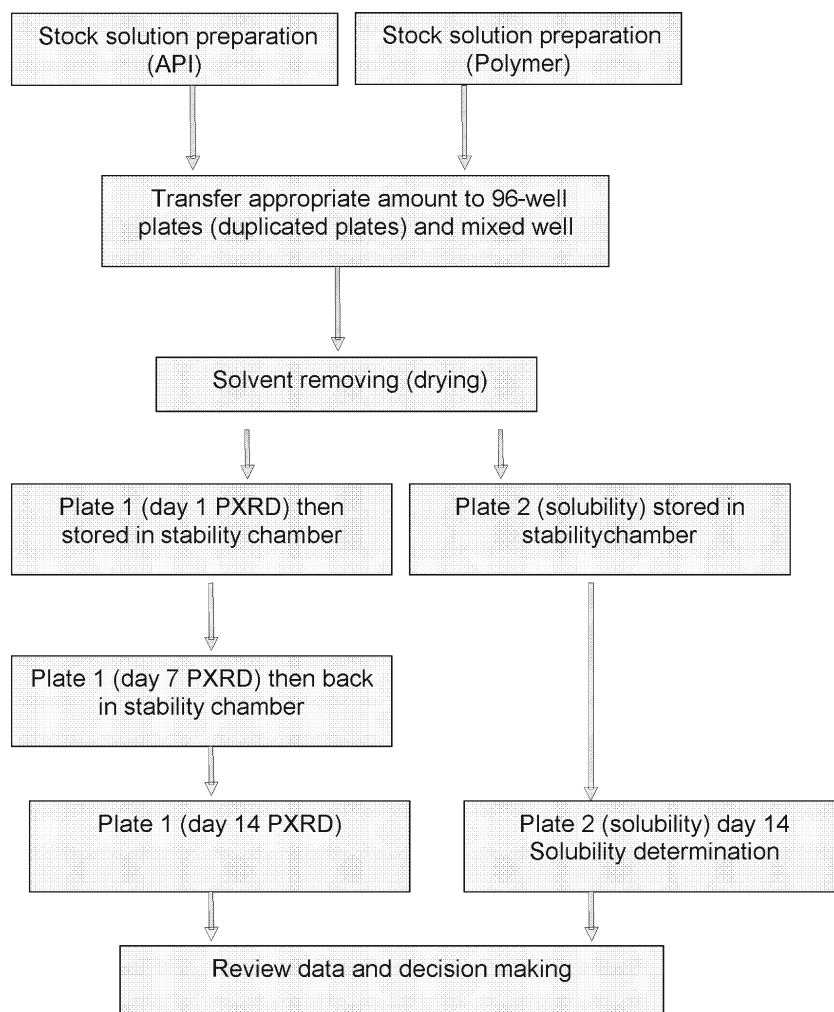 Stock solution preparation
(API)
Stock solution preparation
(Polymer)
Transfer appropriate amount to 96-well
plates (duplicated plates) and mixed well
Solvent removing (drying)
Plate 1 (day 1 PXRD) then
stored in stability chamber
Plate 2 (solubility) stored in
stabilitychamber
Plate 1 (day 7 PXRD) then back
in stability chamber
Plate 1 (day 14 PXRD)
Plate 2 (solubility) day 14
Solubility determination
Review data and decision making